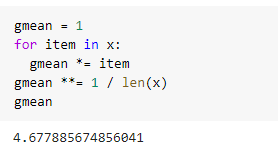 gmean = 1
for item in x:
  gmean *= item
gmean **= 1 / len(x)
gmean
4.677885674856041